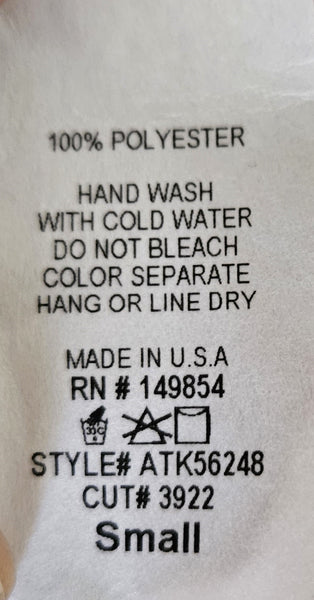 100% POLYESTER
HAND WASH
WITH COLD WATER
DO NOT BLEACH
COLOR SEPARATE
HANG OR LINE DRY
MADE IN U.S.A
RN # 149854
30C
STYLE# ATK56248
CUT# 3922
Small